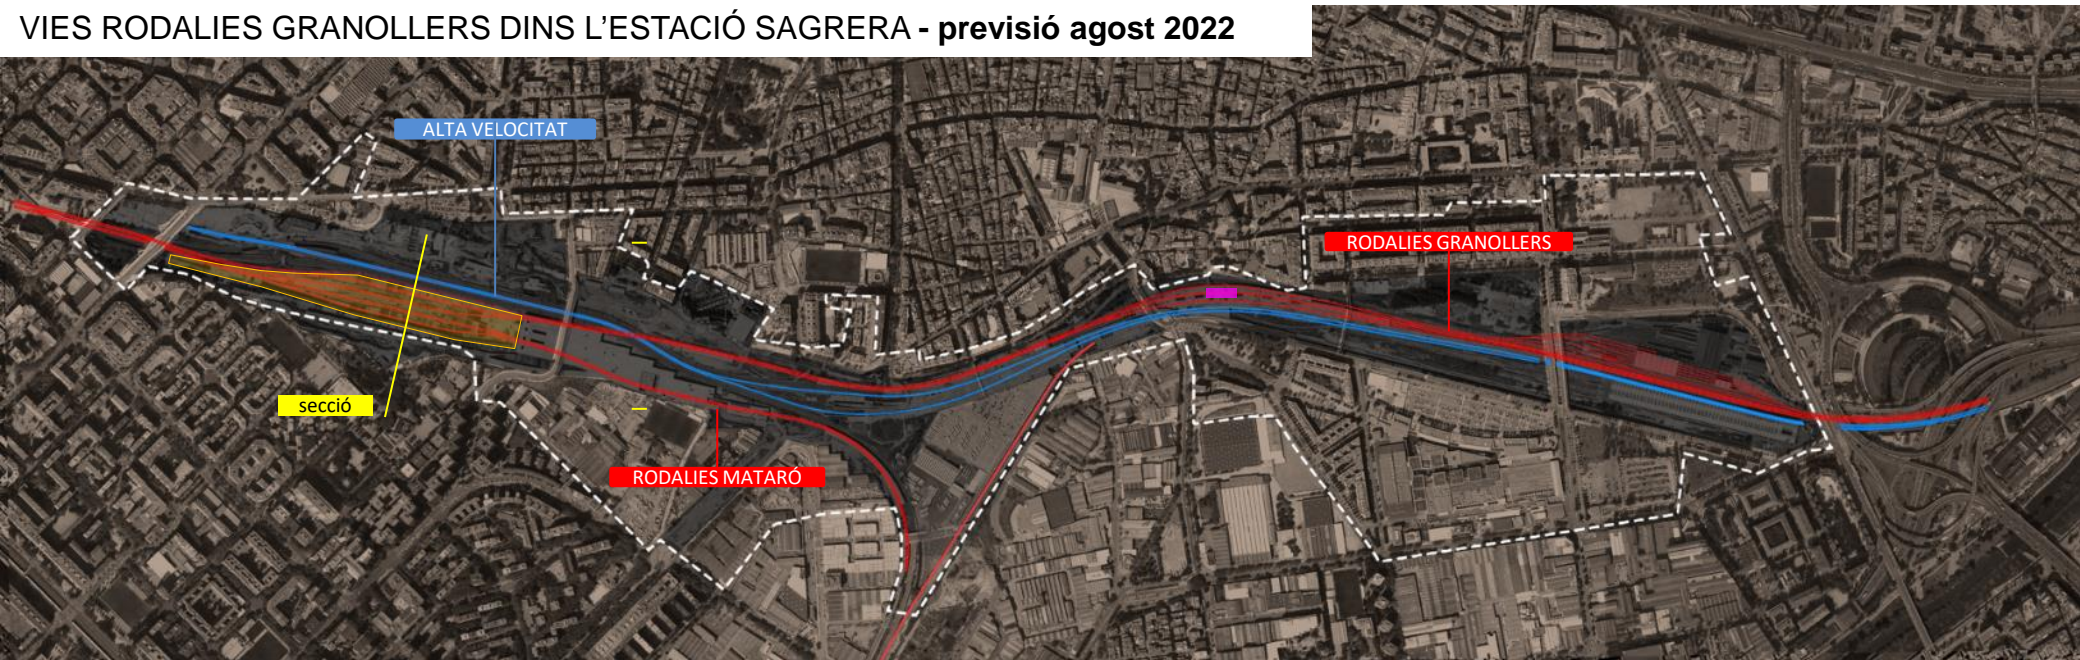 VIES RODALIES GRANOLLERS DINS L'ESTACIÓ SAGRERA - previsió agost 2022
ALTA VELOCITAT
RODALIES GRANOLLERS
secció
RODALIES MATARÓ